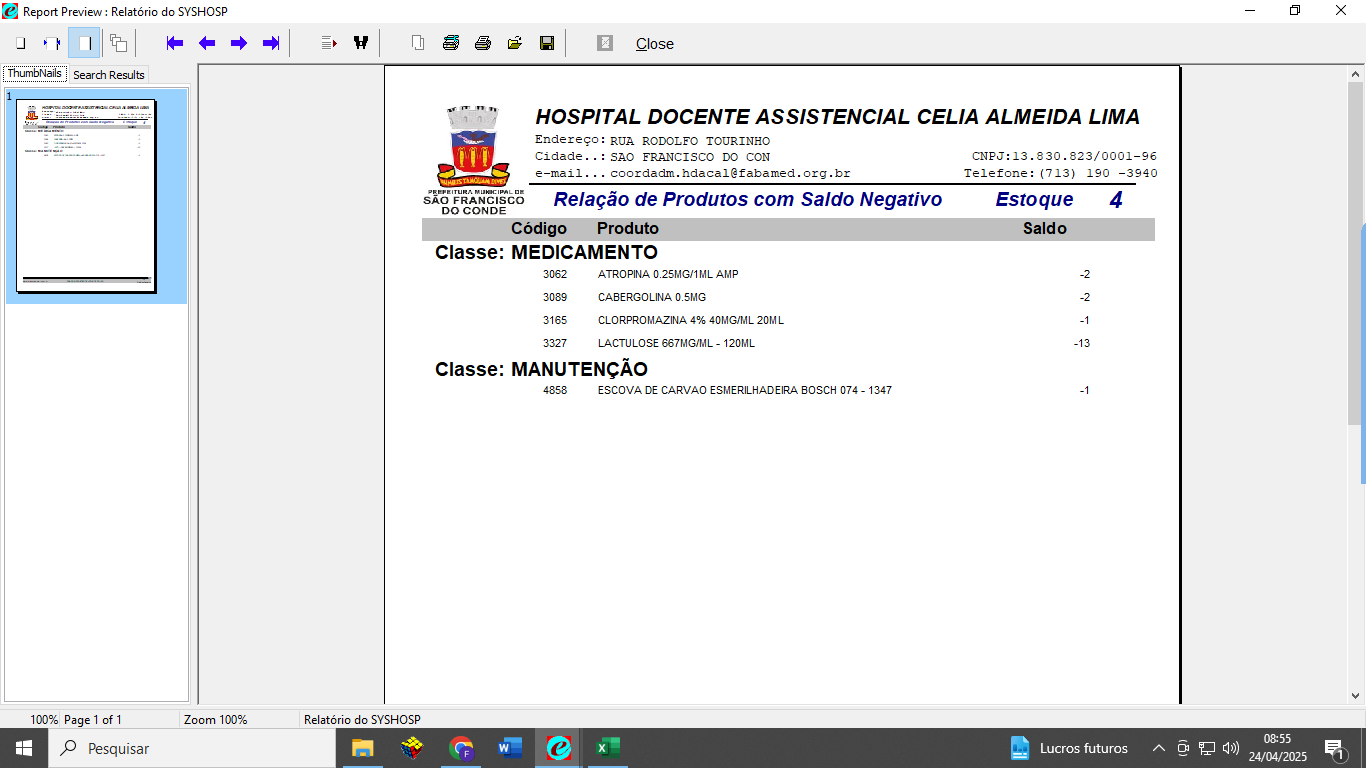 Report Preview : Relatório do SYSHOSP
Close
ThumbNails
Search Results
1
HOSPITAL DOCENTE ASSISTENCIAL CELIA ALMEIDA LIMA
Endereço: RUA RODOLFO TOURINHO
Cidade..: SAO FRANCISCO DO CON CNPJ:13.830.823/0001-96
e-mail... coordadm.hdacal@fabamed.org.br Telefone:(713) 190 -3940
PREFEITURA MUNICIPAL DE
SÃO FRANCISCO
DO CONDE
Relação de Produtos com Saldo Negativo Estoque 4
Código Produto Saldo
Classe: MEDICAMENTO
3062 ATROPINA 0.25MG/1ML AMP -2
3089 CABERGOLINA 0.5MG -2
3165 CLORPROMAZINA 4% 40MG/ML 20ML -1
3327 LACTULOSE 667MG/ML - 120ML -13
Classe: MANUTENÇÃO
4858 ESCOVA DE CARVAO ESMERILHADEIRA BOSCH 074 - 1347 -1
100% Page 1 of 1 Zoom 100% Relatório do SYSHOSP
Pesquisar
Lucros futuros
08:55
24/04/2025
1